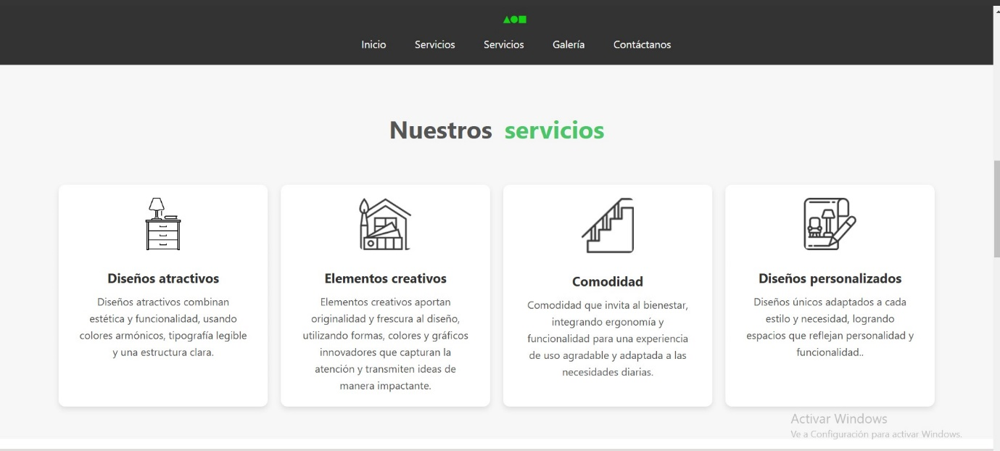 Inicio Servicios Servicios Galería Contáctanos
Nuestros servicios
Diseños atractivos
Diseños atractivos combinan
estética y funcionalidad, usando
colores armónicos, tipografía legible
y una estructura clara.
Elementos creativos
Elementos creativos aportan
originalidad y frescura al diseño,
utilizando formas, colores y gráficos
innovadores que capturan la
atención y transmiten ideas de
manera impactante.
Comodidad
Comodidad que invita al bienestar,
integrando ergonomía y
funcionalidad para una experiencia
de uso agradable y adaptada a las
necesidades diarias.
Diseños personalizados
Diseños únicos adaptados a cada
estilo y necesidad, logrando
espacios que reflejan personalidad y
funcionalidad..
Activar Windows
Ve a Configuración para activar Windows.